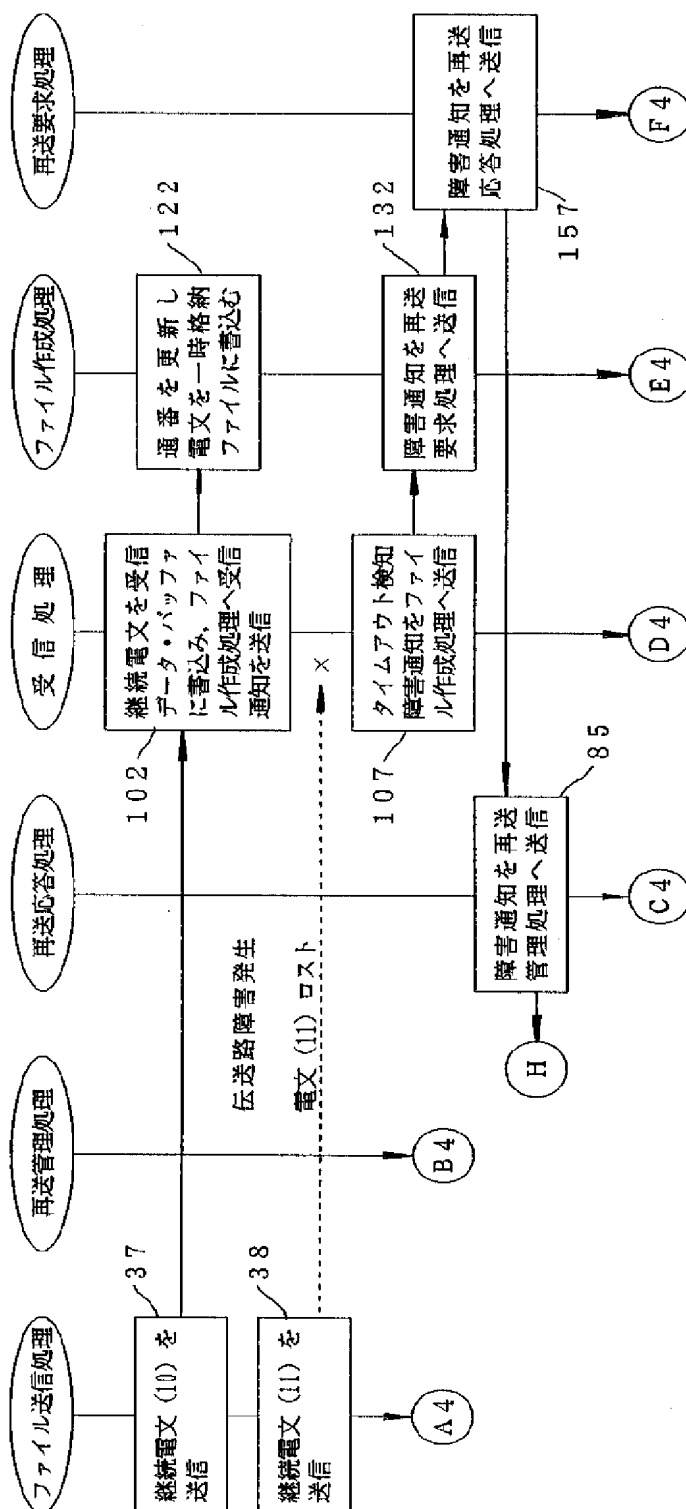 ファイル送信処理
再送管理処理
再送応答処理
受信処理
ファイル作成処理
再送要求処理
継続電文(10)を
送信
37
継続電文を受信
データ・バッファ
に書込み,ファイ
ル作成処理へ受信
通知を送信
102
通番を更新し
電文を一時格納
ファイルに書込む
122
継続電文(11)を
送信
38
伝送路障害発生
電文(11)ロスト
×
タイムアウト検知
障害通知をファイ
ル作成処理へ送信
107
障害通知を再送
要求処理へ送信
132
障害通知を再送
応答処理へ送信
157
障害通知を再送
管理処理へ送信
85
H
A4
B4
C4
D4
E4
F4